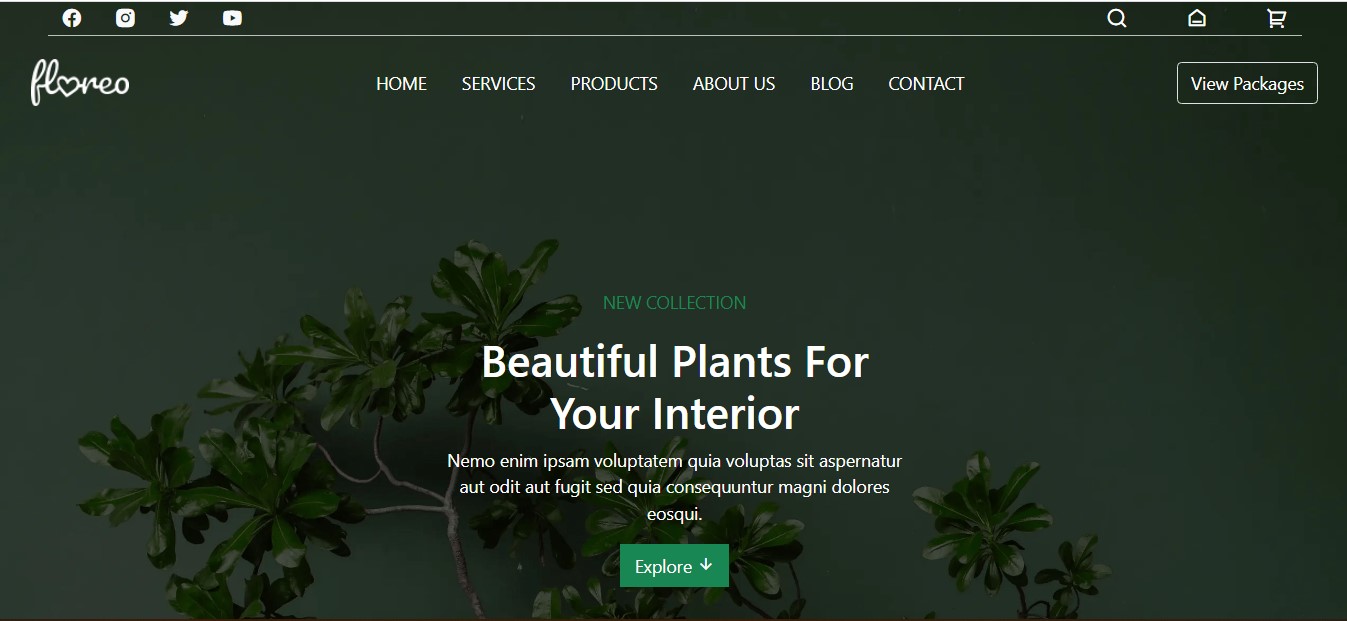 floreo
HOME SERVICES PRODUCTS ABOUT US BLOG CONTACT
View Packages
NEW COLLECTION
Beautiful Plants For
Your Interior
Nemo enim ipsam voluptatem quia voluptas sit aspernatur
aut odit aut fugit sed quia consequuntur magni dolores
eosqui.
Explore ↓